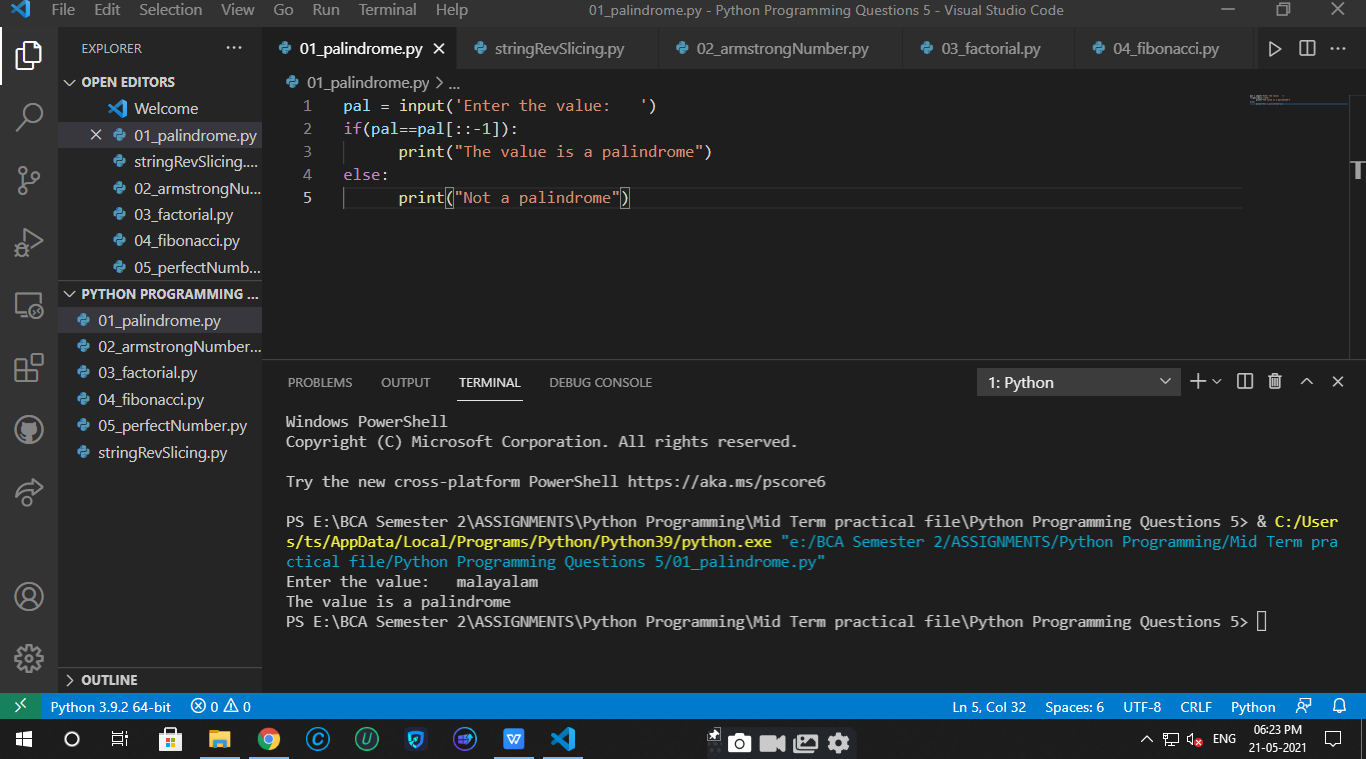 File Edit Selection View Go Run Terminal Help 01_palindrome.py - Python Programming Questions 5 - Visual Studio Code
EXPLORER
OPEN EDITORS
Welcome
01_palindrome.py
stringRevSlicing....
02_armstrongNu...
03_factorial.py
04_fibonacci.py
05_perfectNumb...
PYTHON PROGRAMMING ...
01_palindrome.py
02_armstrongNumber...
03_factorial.py
04_fibonacci.py
05_perfectNumber.py
stringRevSlicing.py
OUTLINE
01_palindrome.py stringRevSlicing.py 02_armstrongNumber.py 03_factorial.py 04_fibonacci.py
01_palindrome.py > ...
1 pal = input('Enter the value:   ')
2 if(pal==pal[::-1]):
3       print("The value is a palindrome")
4 else:
5       print("Not a palindrome")
PROBLEMS OUTPUT TERMINAL DEBUG CONSOLE 1: Python
Windows PowerShell
Copyright (C) Microsoft Corporation. All rights reserved.
Try the new cross-platform PowerShell https://aka.ms/pscore6
PS E:\BCA Semester 2\ASSIGNMENTS\Python Programming\Mid Term practical file\Python Programming Questions 5> & C:/User
s/ts/AppData/Local/Programs/Python/Python39/python.exe "e:/BCA Semester 2/ASSIGNMENTS/Python Programming/Mid Term pra
ctical file/Python Programming Questions 5/01_palindrome.py"
Enter the value:   malayalam
The value is a palindrome
PS E:\BCA Semester 2\ASSIGNMENTS\Python Programming\Mid Term practical file\Python Programming Questions 5>
Python 3.9.2 64-bit 0 0 Ln 5, Col 32 Spaces: 6 UTF-8 CRLF Python
ENG
06:23 PM
21-05-2021